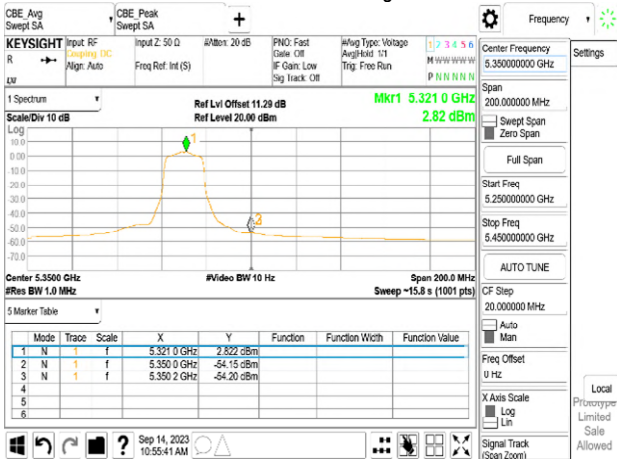 CBE_Avg
Swept SA
CBE_Peak
Swept SA
+
Frequency
KEYSIGHT
R
Input: RF
Coupling: DC
Align: Auto
Input Z: 50 Ω
Freq Ref: Int (S)
#Atten: 20 dB
PNO: Fast
Gate: Off
IF Gain: Low
Sig Track: Off
#Avg Type: Voltage
Avg|Hold: 1/1
Trig: Free Run
1 2 3 4 5 6
M W W W W W
P N N N N N
Center Frequency
5.350000000 GHz
Settings
Span
200.000000 MHz
Swept Span
Zero Span
Full Span
Start Freq
5.250000000 GHz
Stop Freq
5.450000000 GHz
AUTO TUNE
CF Step
20.000000 MHz
Auto
Man
Freq Offset
0 Hz
X Axis Scale
Log
Lin
Signal Track
(Span Zoom)
Local
Prototype
Limited
Sale
Allowed
1 Spectrum
Scale/Div 10 dB
Ref Lvl Offset 11.29 dB
Ref Level 20.00 dBm
Mkr1 5.321 0 GHz
2.82 dBm
Log
10.0
0.00
-10.0
-20.0
-30.0
-40.0
-50.0
-60.0
-70.0
1
Center 5.3500 GHz
#Res BW 1.0 MHz
#Video BW 10 Hz
Span 200.0 MHz
Sweep ~15.8 s (1001 pts)
5 Marker Table
Mode Trace Scale X Y Function Function Width Function Value
1 N 1 f 5.321 0 GHz 2.822 dBm
2 N 1 f 5.350 0 GHz -54.15 dBm
3 N 1 f 5.350 2 GHz -54.20 dBm
4
5
6
?
Sep 14, 2023
10:55:41 AM